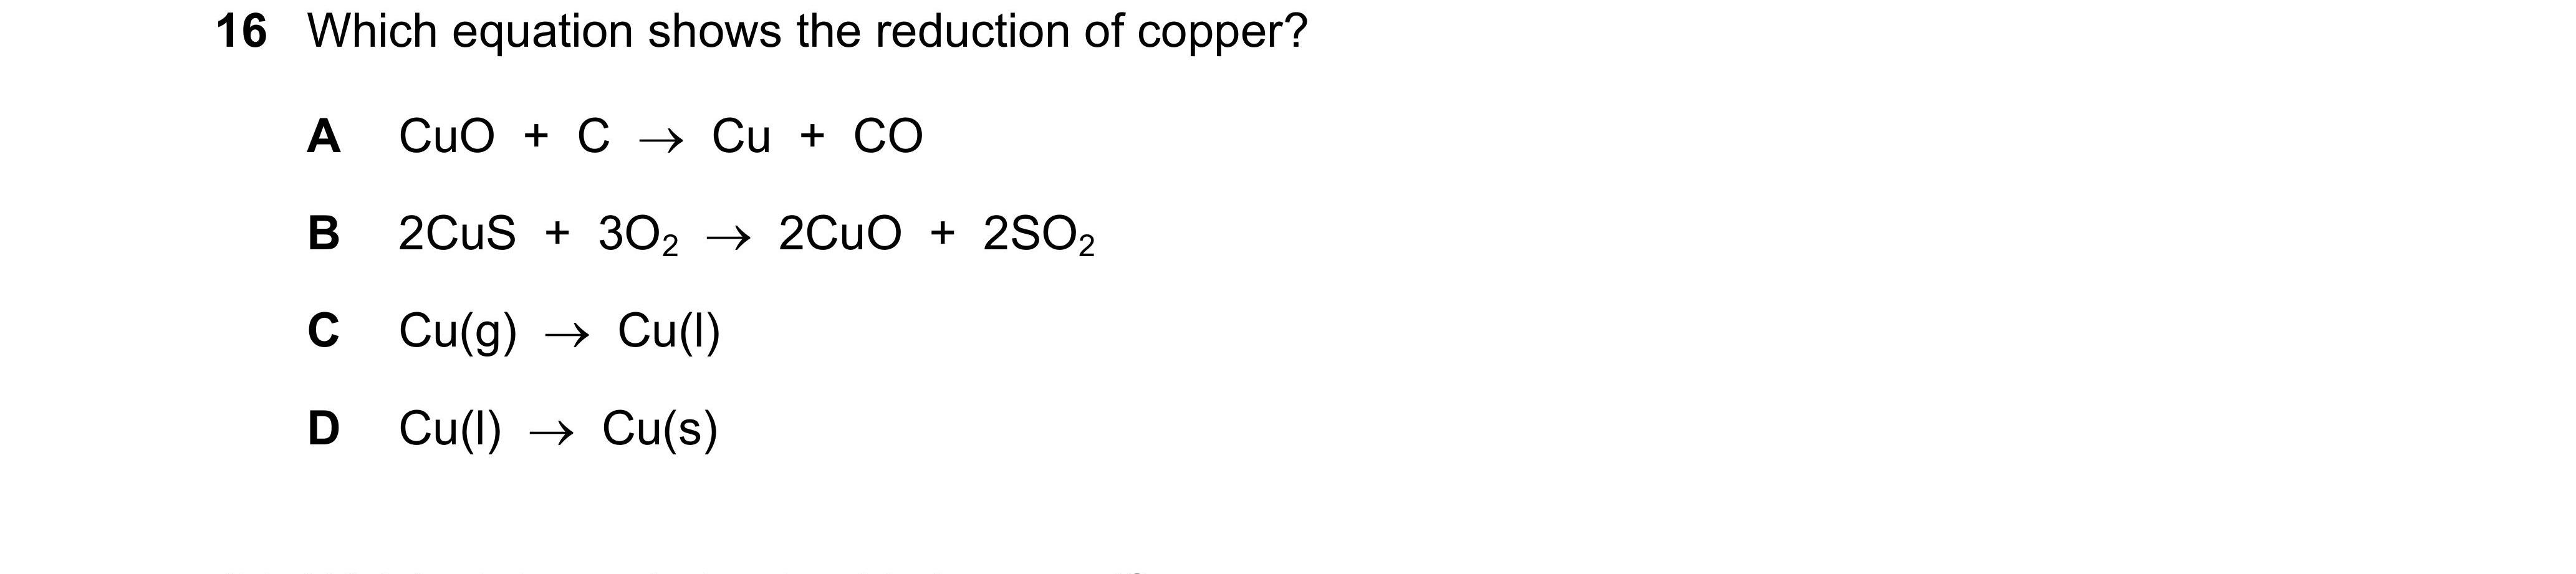 16 Which equation shows the reduction of copper?
A CuO + C → Cu + CO
B 2CuS + 3O₂ → 2CuO + 2SO₂
C Cu(g) → Cu(l)
D Cu(l) → Cu(s)